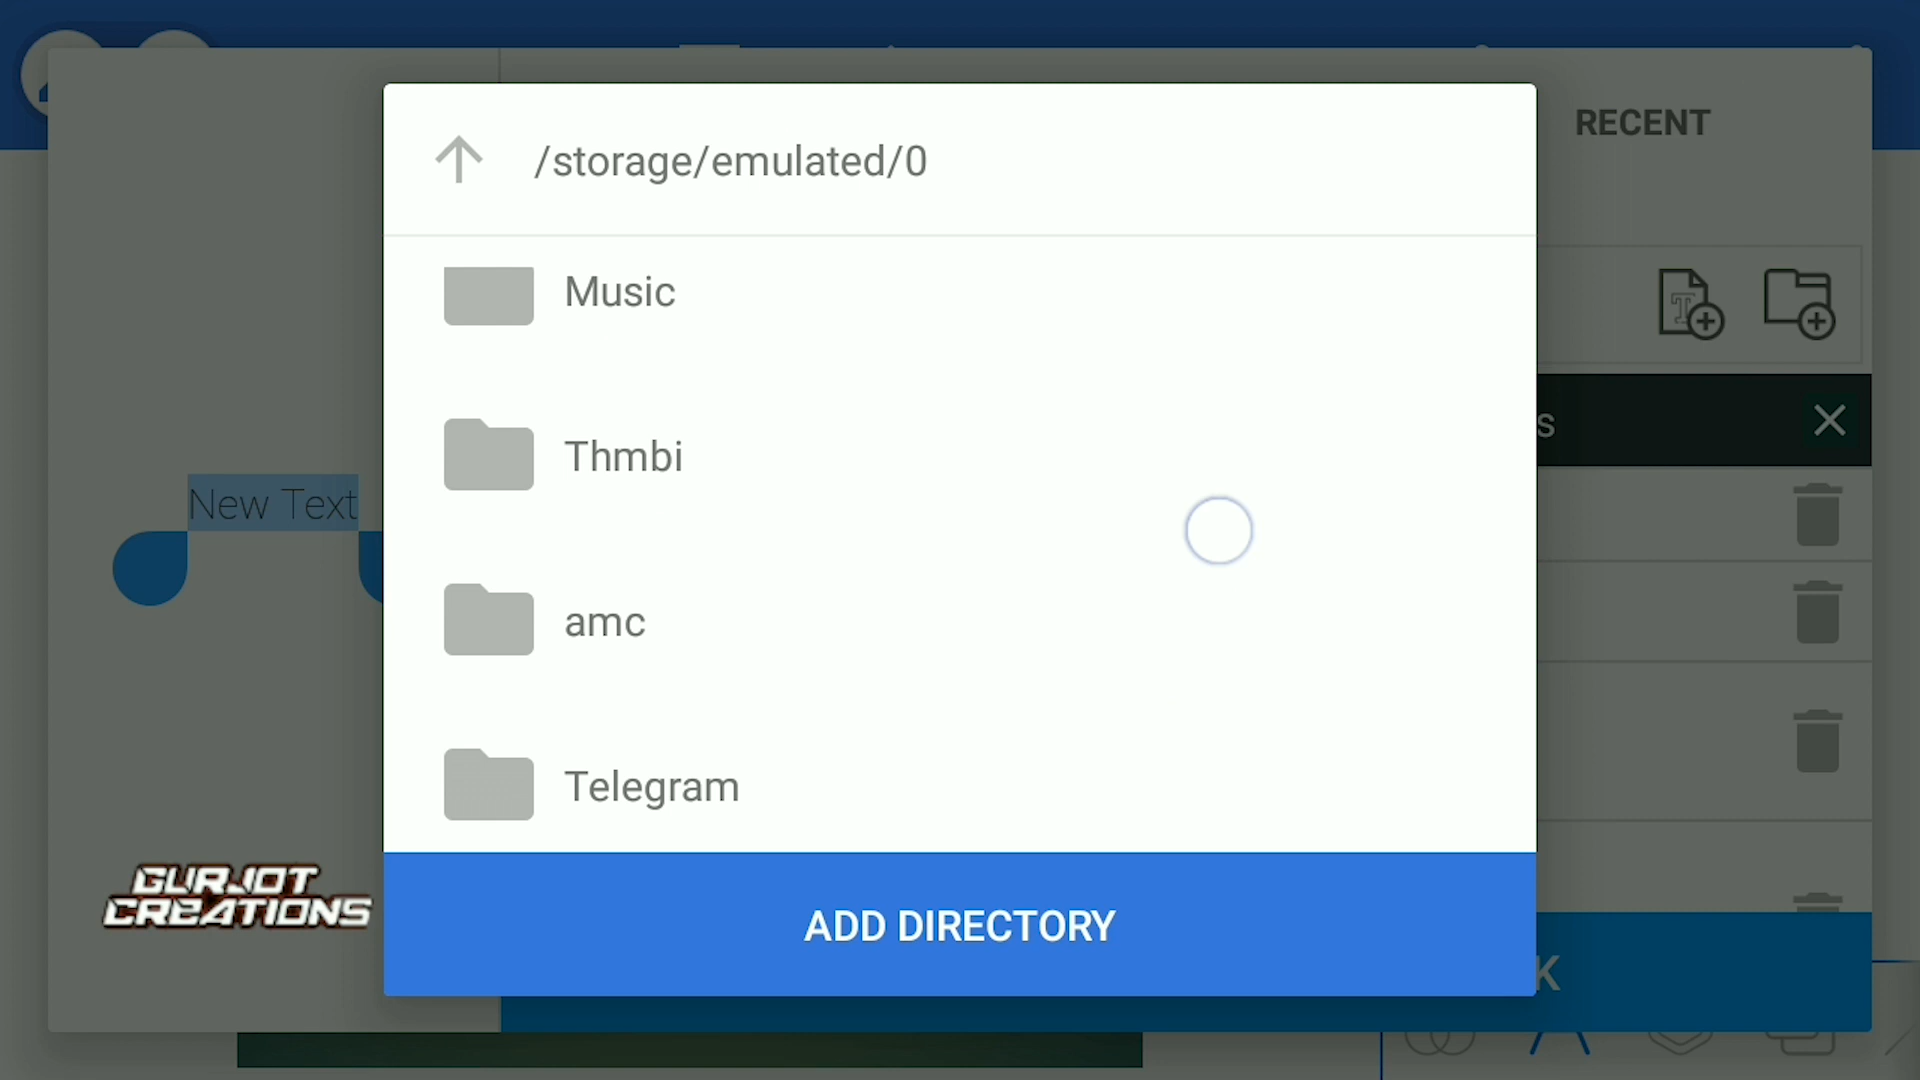 RECENT
/storage/emulated/0
Music
Thmbi
s
New Text
amc
Telegram
GURJOT
CREATIONS
ADD DIRECTORY
K